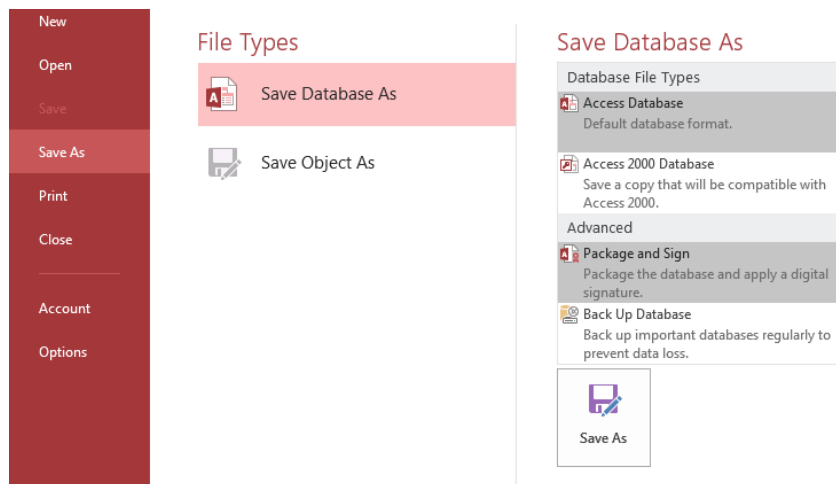 New
Open
Save
Save As
Print
Close
Account
Options
File Types
Save Database As
Save Object As
Save Database As
Database File Types
Access Database
Default database format.
Access 2000 Database
Save a copy that will be compatible with
Access 2000.
Advanced
Package and Sign
Package the database and apply a digital
signature.
Back Up Database
Back up important databases regularly to
prevent data loss.
Save As